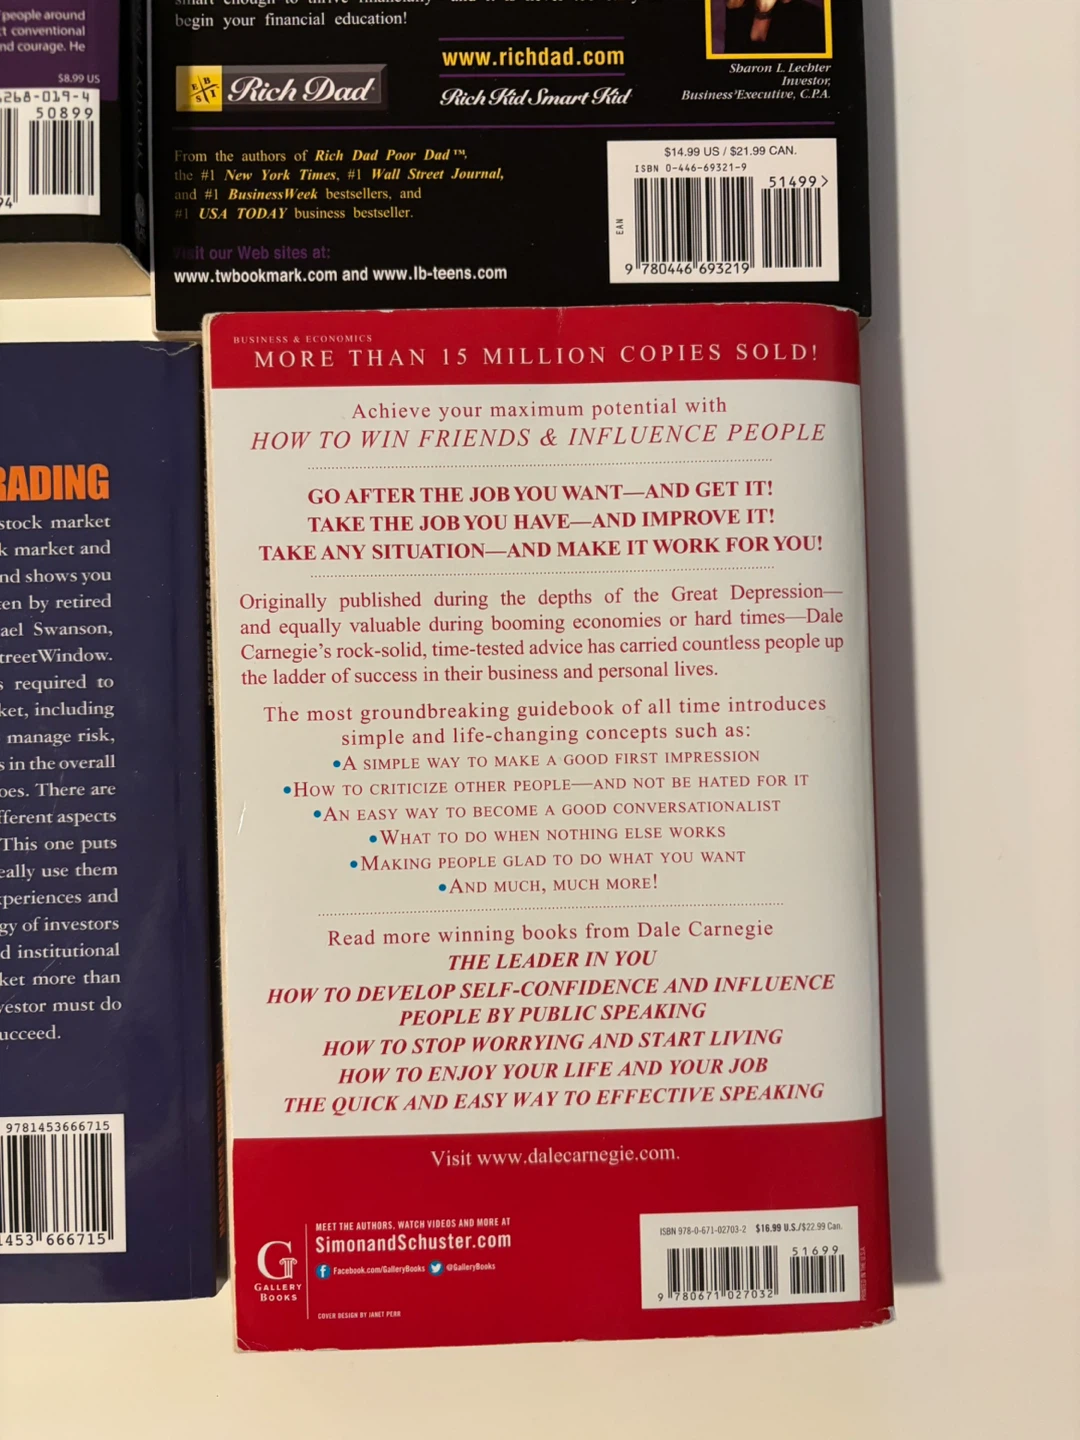 people around
t conventional
nd courage. He
$8.99 US
268-019-4
50899
begin your financial education!
www.richdad.com
E B
S I
Rich Dad
Rich Kid Smart Kid
Sharon L. Lechter
Investor,
Business Executive, C.P.A.
From the authors of Rich Dad Poor Dad™,
the #1 New York Times, #1 Wall Street Journal,
and #1 BusinessWeek bestsellers, and
#1 USA TODAY business bestseller.
Visit our Web sites at:
www.twbookmark.com and www.lb-teens.com
$14.99 US / $21.99 CAN.
ISBN 0-446-69321-9
51499>
EAN
9 780446 693219
RADING
stock market
k market and
nd shows you
en by retired
ael Swanson,
treetWindow.
s required to
ket, including
manage risk,
s in the overall
oes. There are
fferent aspects
This one puts
eally use them
periences and
gy of investors
d institutional
ket more than
vestor must do
ucceed.
9781453666715
1453 666715
BUSINESS & ECONOMICS
MORE THAN 15 MILLION COPIES SOLD!
Achieve your maximum potential with
HOW TO WIN FRIENDS & INFLUENCE PEOPLE
GO AFTER THE JOB YOU WANT—AND GET IT!
TAKE THE JOB YOU HAVE—AND IMPROVE IT!
TAKE ANY SITUATION—AND MAKE IT WORK FOR YOU!
Originally published during the depths of the Great Depression—
and equally valuable during booming economies or hard times—Dale
Carnegie's rock-solid, time-tested advice has carried countless people up
the ladder of success in their business and personal lives.
The most groundbreaking guidebook of all time introduces
simple and life-changing concepts such as:
•A SIMPLE WAY TO MAKE A GOOD FIRST IMPRESSION
•HOW TO CRITICIZE OTHER PEOPLE—AND NOT BE HATED FOR IT
•AN EASY WAY TO BECOME A GOOD CONVERSATIONALIST
•WHAT TO DO WHEN NOTHING ELSE WORKS
•MAKING PEOPLE GLAD TO DO WHAT YOU WANT
•AND MUCH, MUCH MORE!
Read more winning books from Dale Carnegie
THE LEADER IN YOU
HOW TO DEVELOP SELF-CONFIDENCE AND INFLUENCE
PEOPLE BY PUBLIC SPEAKING
HOW TO STOP WORRYING AND START LIVING
HOW TO ENJOY YOUR LIFE AND YOUR JOB
THE QUICK AND EASY WAY TO EFFECTIVE SPEAKING
Visit www.dalecarnegie.com.
G
GALLERY
BOOKS
MEET THE AUTHORS, WATCH VIDEOS AND MORE AT
SimonandSchuster.com
Facebook.com/GalleryBooks @GalleryBooks
COVER DESIGN BY JANET PERR
ISBN 978-0-671-02703-2 $16.99 U.S./$22.99 Can.
51699
9 780671 027032
PRINTED IN THE U.S.A.